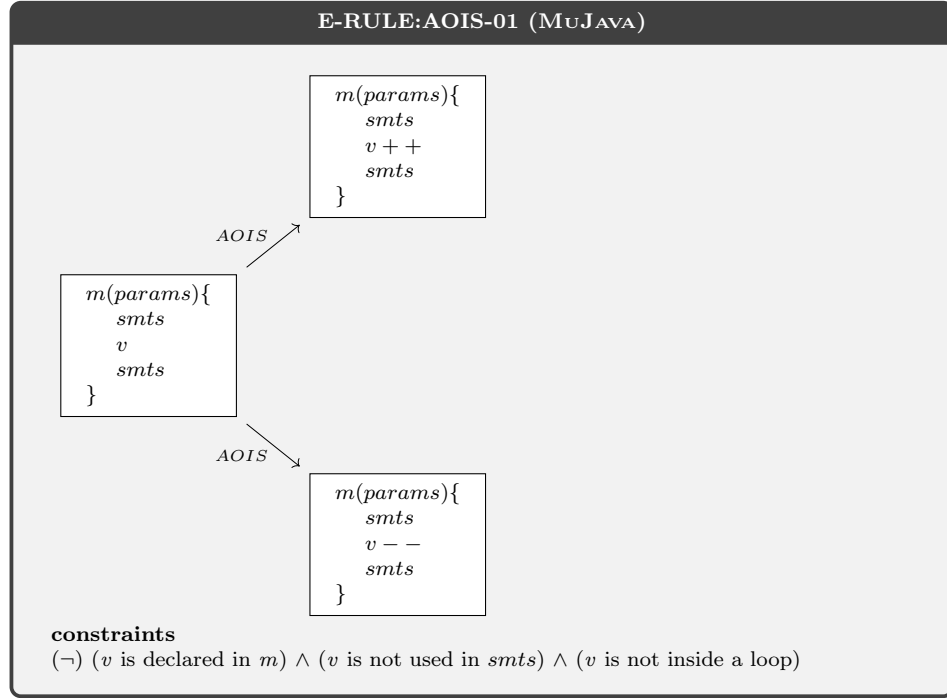 E-RULE:AOIS-01 (MUJAVA)
m(params){
smts
v + +
smts
}
AOIS
m(params){
smts
v
smts
}
AOIS
m(params){
smts
v − −
smts
}
constraints
(¬) (v is declared in m) ∧ (v is not used in smts) ∧ (v is not inside a loop)